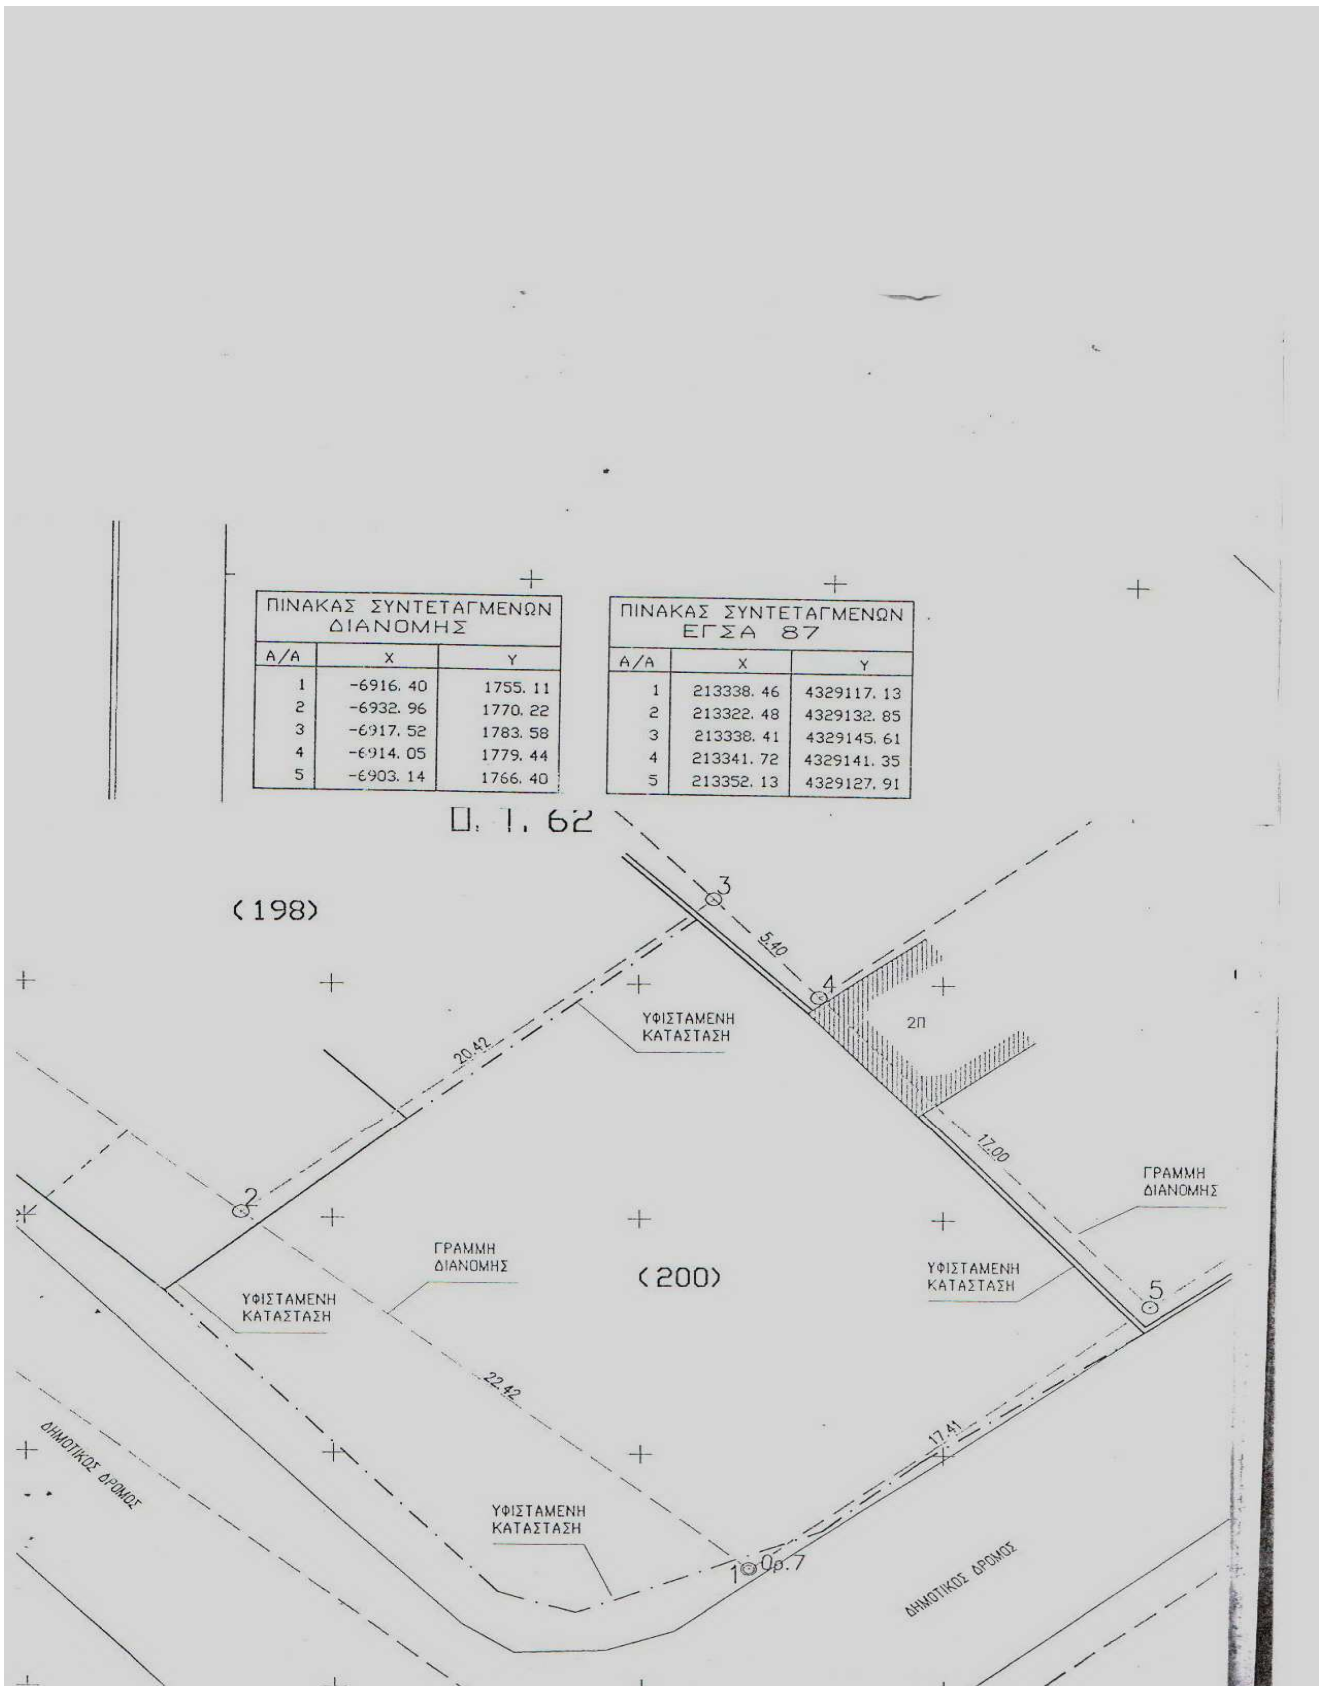 ΠΙΝΑΚΑΣ ΣΥΝΤΕΤΑΓΜΕΝΩΝ
ΔΙΑΝΟΜΗΣ
Α/Α X Y
1 -6916.40 1755.11
2 -6932.96 1770.22
3 -6917.52 1783.58
4 -6914.05 1779.44
5 -6903.14 1766.40
ΠΙΝΑΚΑΣ ΣΥΝΤΕΤΑΓΜΕΝΩΝ
ΕΓΣΑ 87
Α/Α X Y
1 213338.46 4329117.13
2 213322.48 4329132.85
3 213338.41 4329145.61
4 213341.72 4329141.35
5 213352.13 4329127.91
62
(198)
3
5.40
4
2Π
ΥΦΙΣΤΑΜΕΝΗ
ΚΑΤΑΣΤΑΣΗ
20.42
17.00
ΓΡΑΜΜΗ
ΔΙΑΝΟΜΗΣ
2
ΓΡΑΜΜΗ
ΔΙΑΝΟΜΗΣ
(200)
ΥΦΙΣΤΑΜΕΝΗ
ΚΑΤΑΣΤΑΣΗ
5
ΥΦΙΣΤΑΜΕΝΗ
ΚΑΤΑΣΤΑΣΗ
22.42
17.41
ΔΗΜΟΤΙΚΟΣ ΔΡΟΜΟΣ
ΥΦΙΣΤΑΜΕΝΗ
ΚΑΤΑΣΤΑΣΗ
1 Ορ.7
ΔΗΜΟΤΙΚΟΣ ΔΡΟΜΟΣ